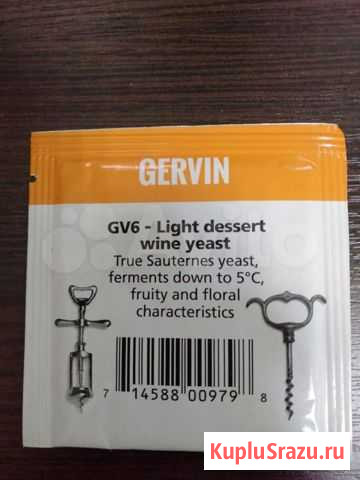 GERVIN
GV6 - Light dessert
wine yeast
True Sauternes yeast,
ferments down to 5°C,
fruity and floral
characteristics
7 14588 00979 8
KupluSrazu.ru